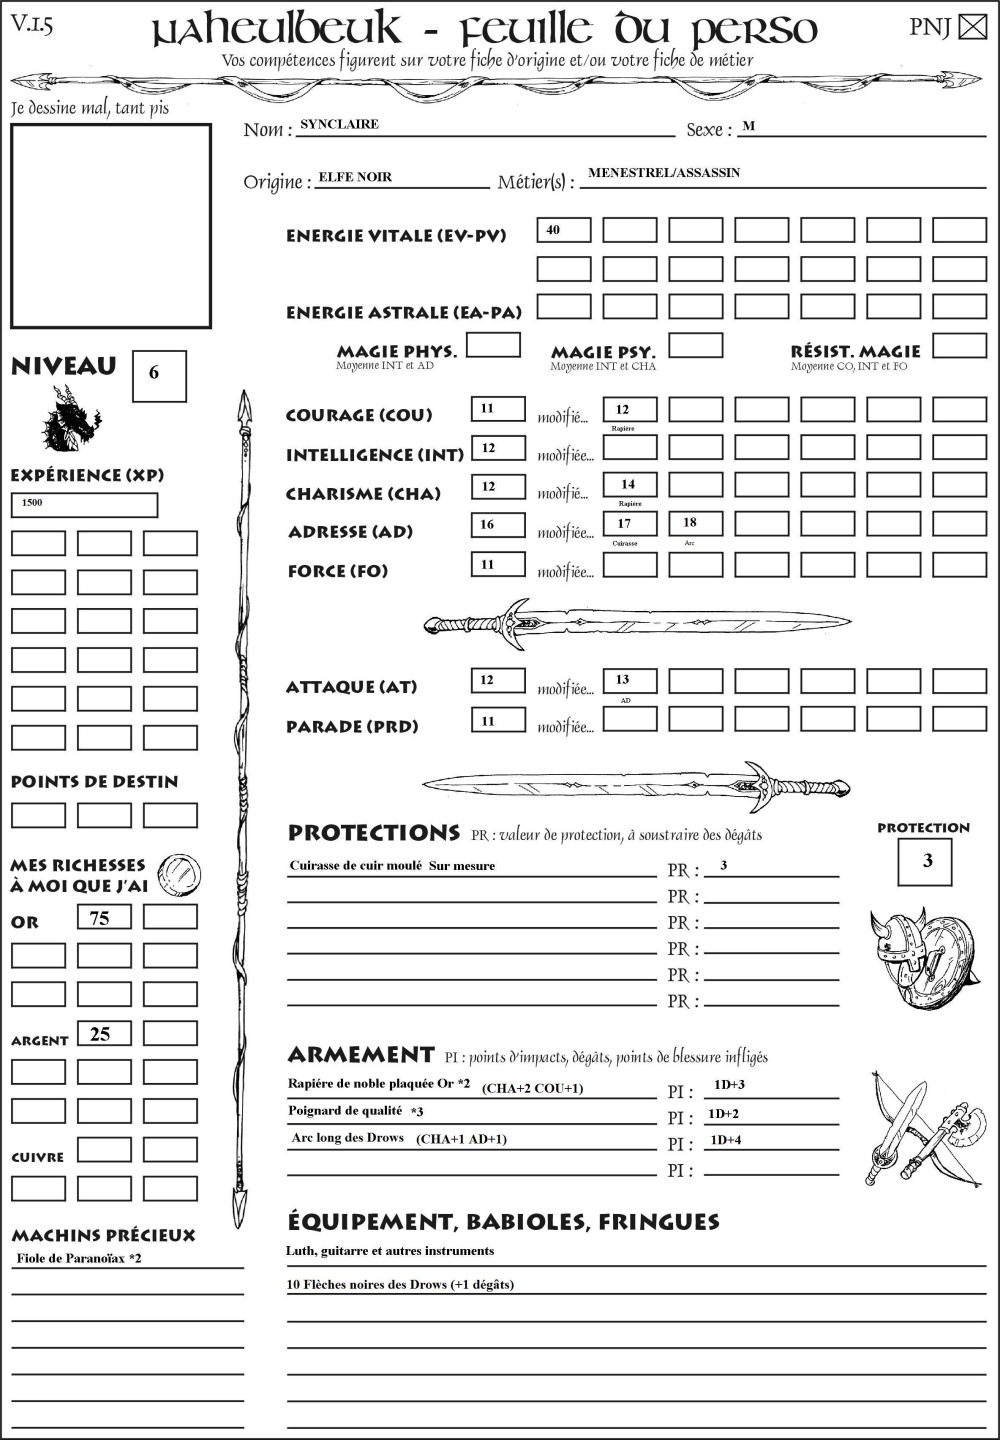 V.1.5
NAHEULBEUK - FEUILLE DU PERSO
PNJ
Vos compétences figurent sur votre fiche d'origine et/ou votre fiche de métier
Je dessine mal, tant pis
Nom : SYNCLAIRE
Sexe : M
Origine : ELFE NOIR
Métier(s) : MENESTREL/ASSASSIN
ENERGIE VITALE (EV-PV) 40
ENERGIE ASTRALE (EA-PA)
MAGIE PHYS.
Moyenne INT et AD
MAGIE PSY.
Moyenne INT et CHA
RÉSIST. MAGIE
Moyenne CO, INT et FO
NIVEAU 6
EXPÉRIENCE (XP)
1500
COURAGE (COU) 11 modifiée... 12
Rapière
INTELLIGENCE (INT) 12 modifiée...
CHARISME (CHA) 12 modifié... 14
Rapière
ADRESSE (AD) 16 modifiée... 17 18
Cuirasse Arc
FORCE (FO) 11 modifiée...
ATTAQUE (AT) 12 modifiée... 13
AD
PARADE (PRD) 11 modifiée...
POINTS DE DESTIN
MES RICHESSES
À MOI QUE J'AI
OR 75
ARGENT 25
CUIVRE
MACHINS PRÉCIEUX
Fiole de Paranoïax *2
PROTECTIONS PR : valeur de protection, à soustraire des dégâts
PROTECTION
3
Cuirasse de cuir moulé Sur mesure PR : 3
PR :
PR :
PR :
PR :
PR :
ARMEMENT PI : points d'impacts, dégâts, points de blessure infligés
Rapiére de noble plaquée Or *2 (CHA+2 COU+1) PI : 1D+3
Poignard de qualité *3 PI : 1D+2
Arc long des Drows (CHA+1 AD+1) PI : 1D+4
PI :
ÉQUIPEMENT, BABIOLES, FRINGUES
Luth, guitarre et autres instruments
10 Flèches noires des Drows (+1 dégâts)